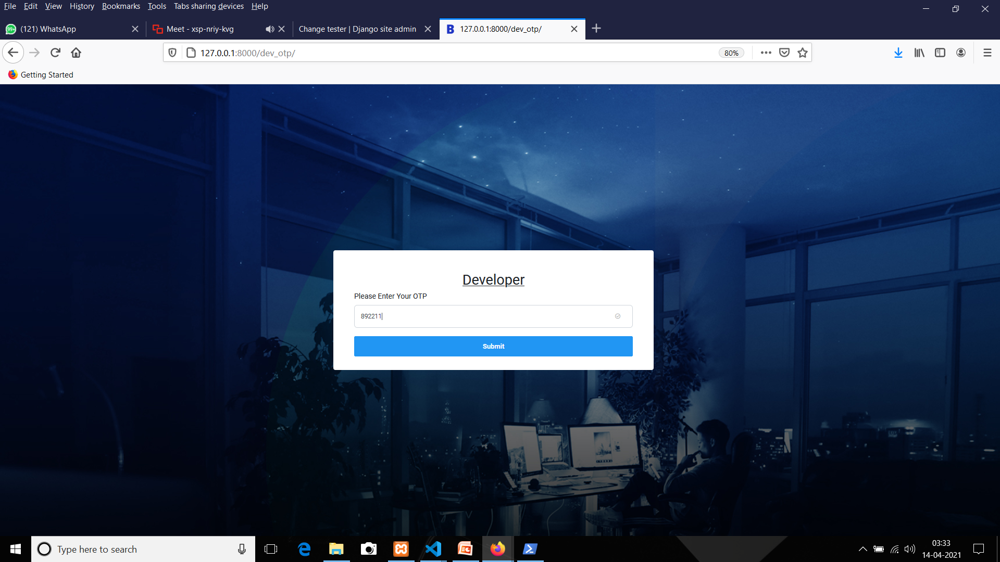 File Edit View History Bookmarks Tools Tabs sharing devices Help
99+ (121) WhatsApp
Meet - xsp-nriy-kvg
Change tester | Django site admin
B 127.0.0.1:8000/dev_otp/
127.0.0.1:8000/dev_otp/ 80%
Getting Started
Developer
Please Enter Your OTP
892211
Submit
Type here to search
03:33
14-04-2021